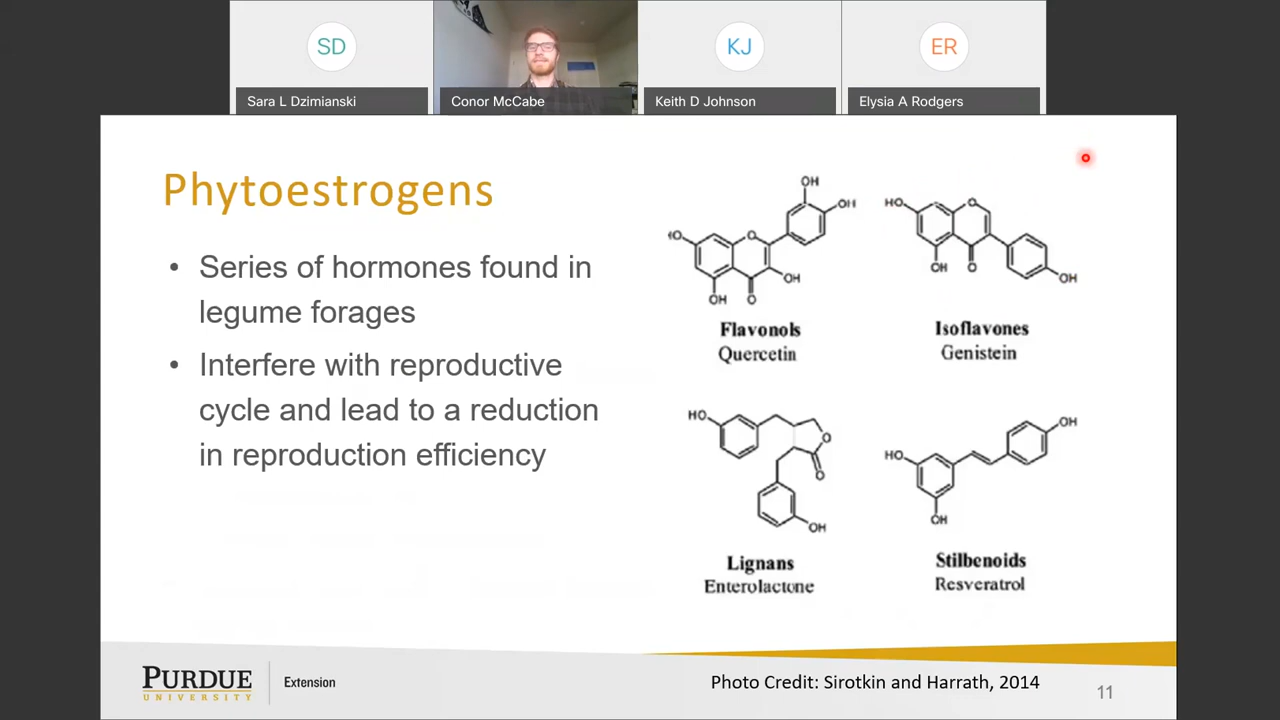 SD
KJ
ER
Sara L Dzimianski
Conor McCabe
Keith D Johnson
Elysia A Rodgers
Phytoestrogens
• Series of hormones found in
legume forages
• Interfere with reproductive
cycle and lead to a reduction
in reproduction efficiency
OH
OH
HO
O
OH
OH
O
Flavonols
Quercetin
HO
O
OH
O
OH
Isoflavones
Genistein
HO
O
O
OH
Lignans
Enterolactone
OH
HO
OH
Stilbenoids
Resveratrol
PURDUE
UNIVERSITY
Extension
Photo Credit: Sirotkin and Harrath, 2014
11